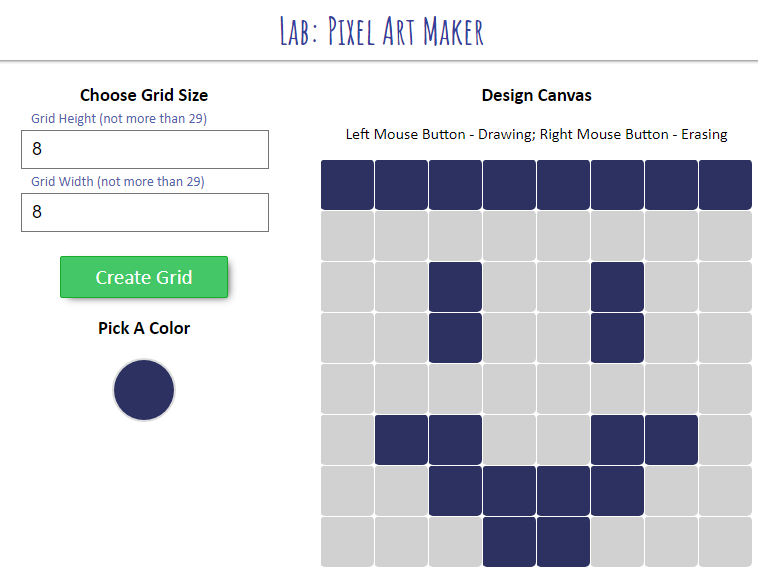 Lab: Pixel Art Maker
Choose Grid Size
Grid Height (not more than 29)
8
Grid Width (not more than 29)
8
Create Grid
Pick A Color
Design Canvas
Left Mouse Button - Drawing; Right Mouse Button - Erasing